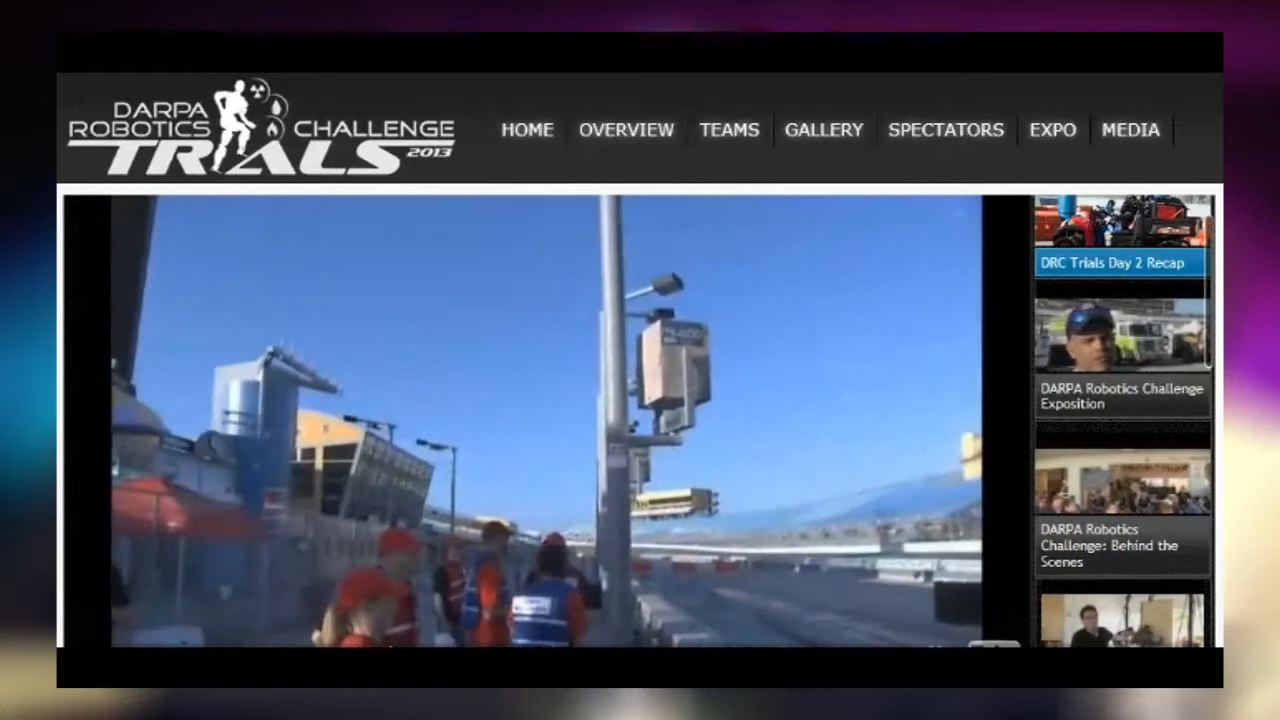 DARPA
ROBOTICS CHALLENGE
TRIALS 2013
HOME OVERVIEW TEAMS GALLERY SPECTATORS EXPO MEDIA
DRC Trials Day 2 Recap
DARPA Robotics Challenge
Exposition
DARPA Robotics
Challenge: Behind the
Scenes